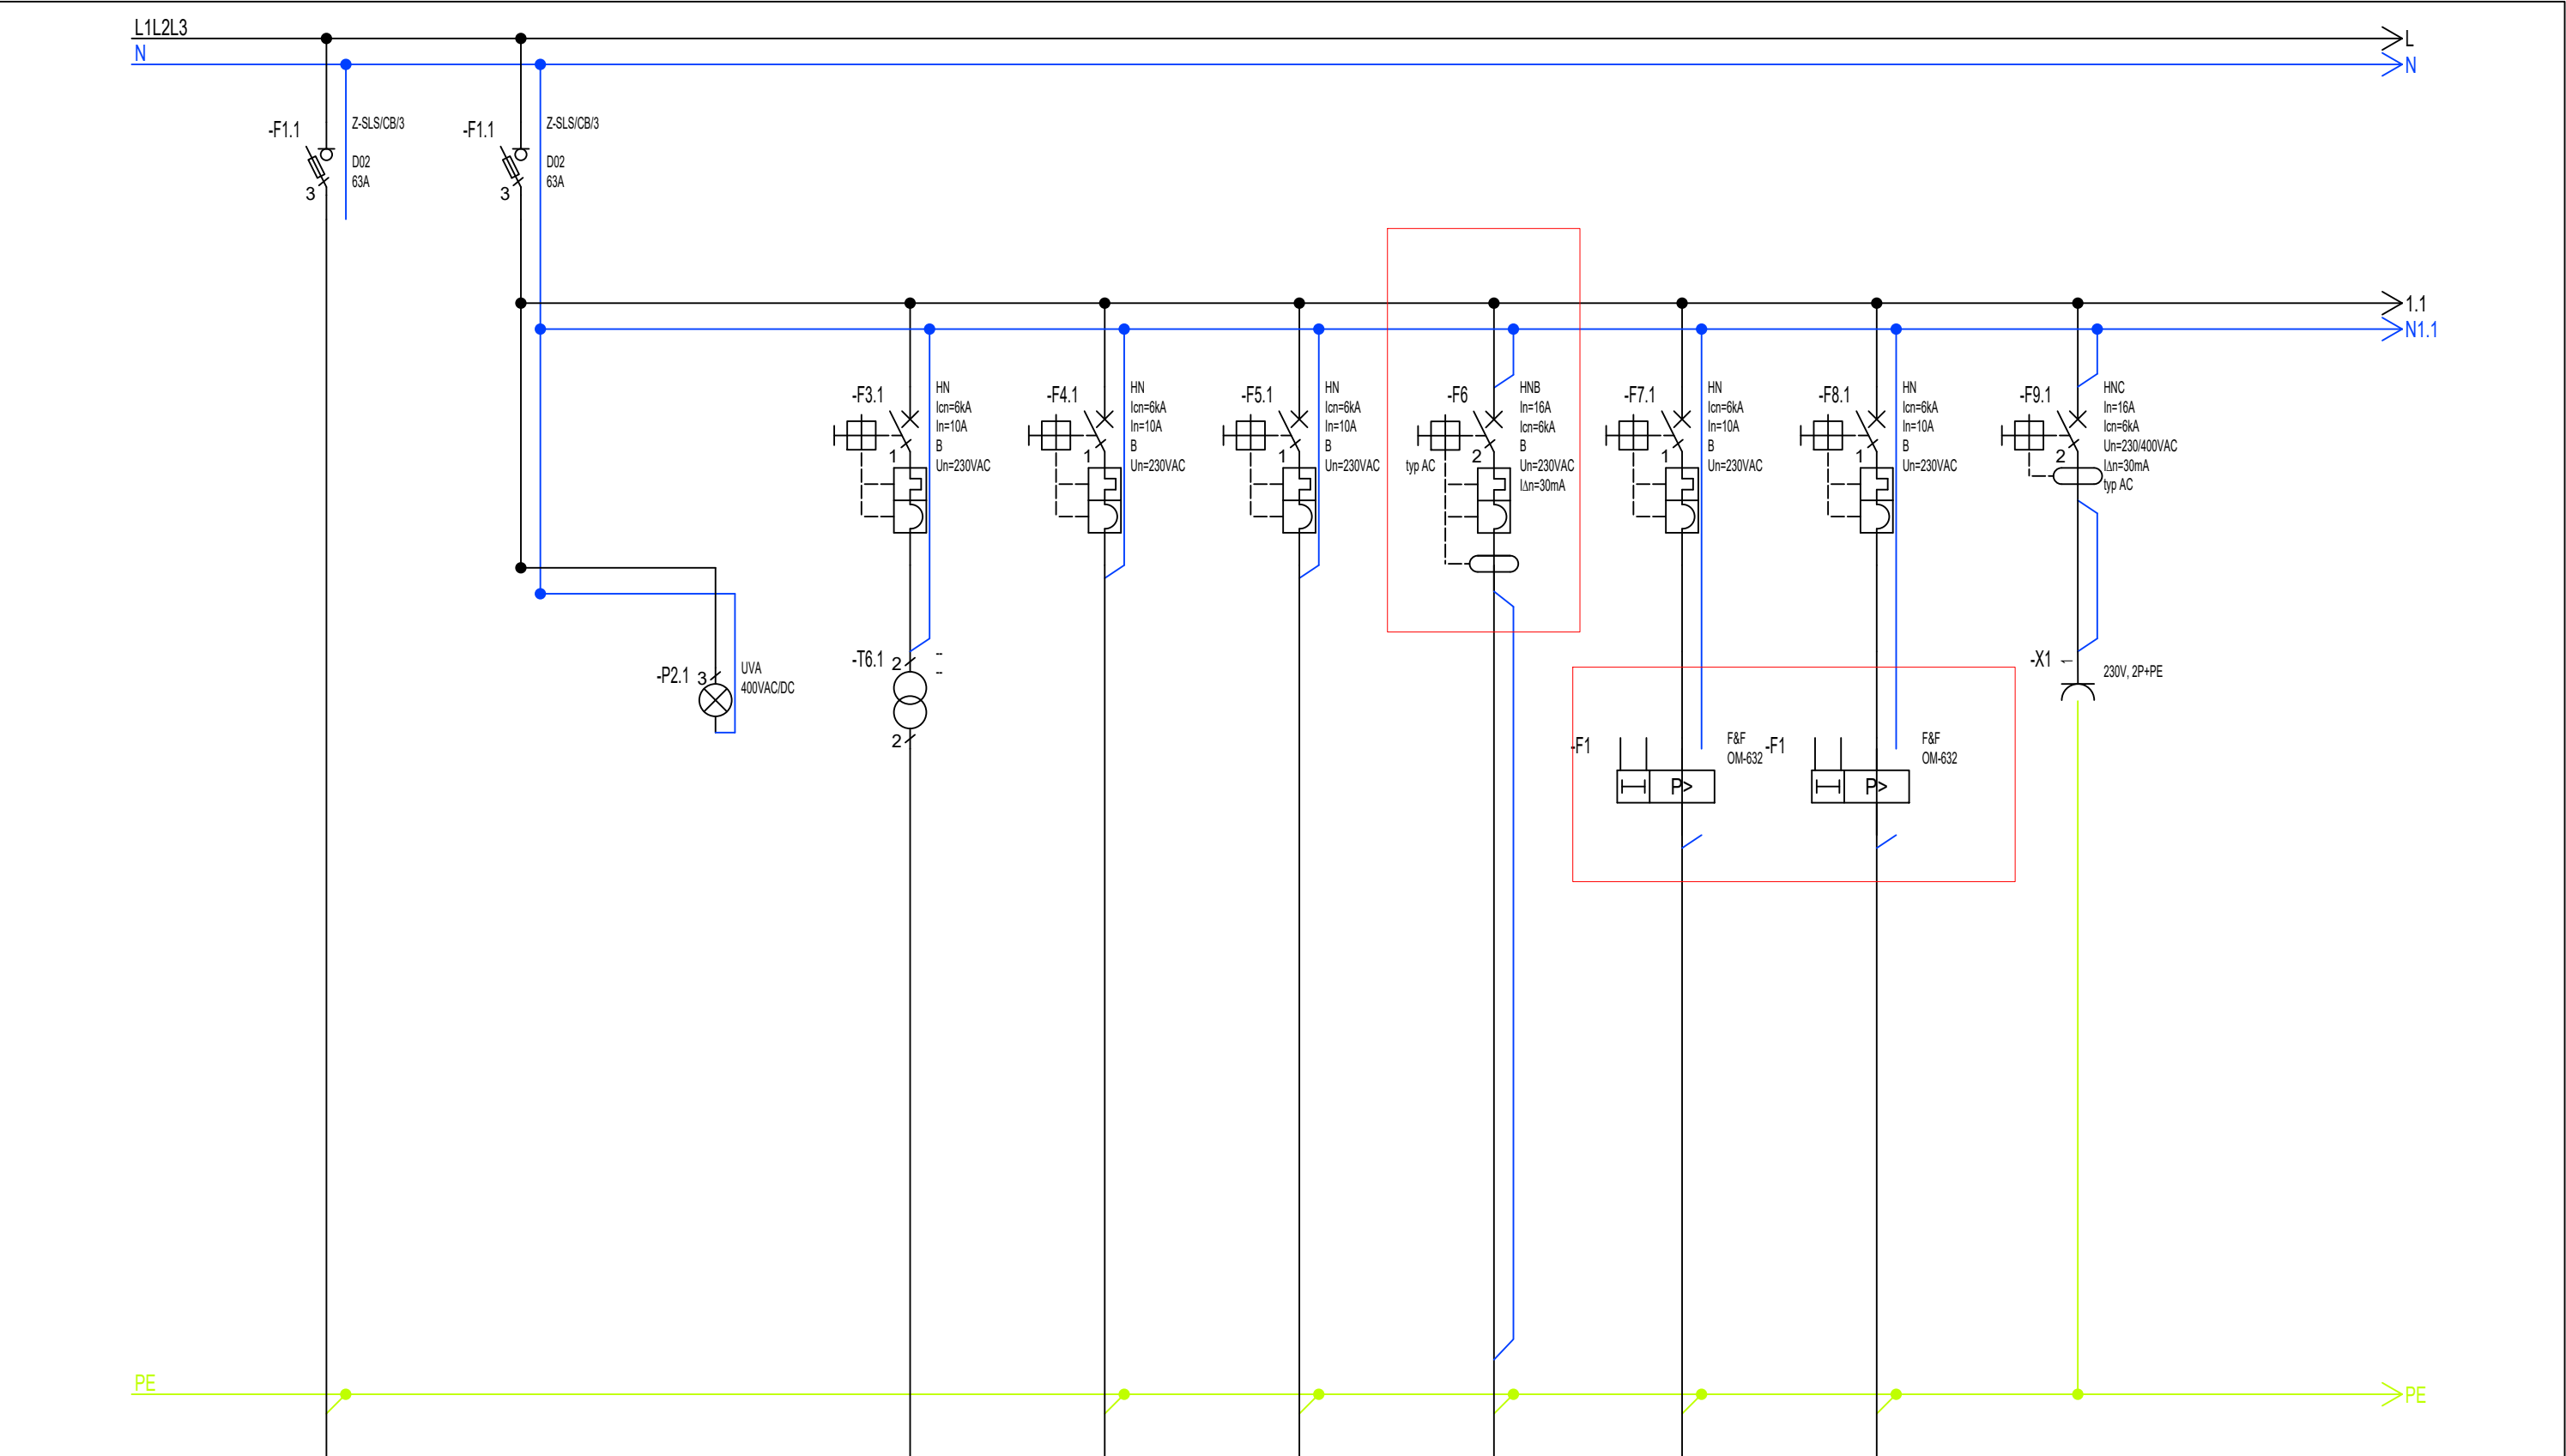 L1L2L3
L
N
N
-F1.1
Z-SLS/CB/3
D02
63A
3
-F1.1
Z-SLS/CB/3
D02
63A
3
1.1
N1.1
-F3.1
HN
Icn=6kA
In=10A
B
Un=230VAC
1
-F4.1
HN
Icn=6kA
In=10A
B
Un=230VAC
1
-F5.1
HN
Icn=6kA
In=10A
B
Un=230VAC
1
-F6
HNB
In=16A
Icn=6kA
B
Un=230VAC
IΔn=30mA
typ AC
2
-F7.1
HN
Icn=6kA
In=10A
B
Un=230VAC
1
-F8.1
HN
Icn=6kA
In=10A
B
Un=230VAC
1
-F9.1
HNC
In=16A
Icn=6kA
Un=230/400VAC
IΔn=30mA
typ AC
2
-P2.1
3
UVA
400VAC/DC
-T6.1
2
--
--
2
-X1
230V, 2P+PE
-F1
F&F
OM-632
P>
-F1
F&F
OM-632
P>
PE
PE